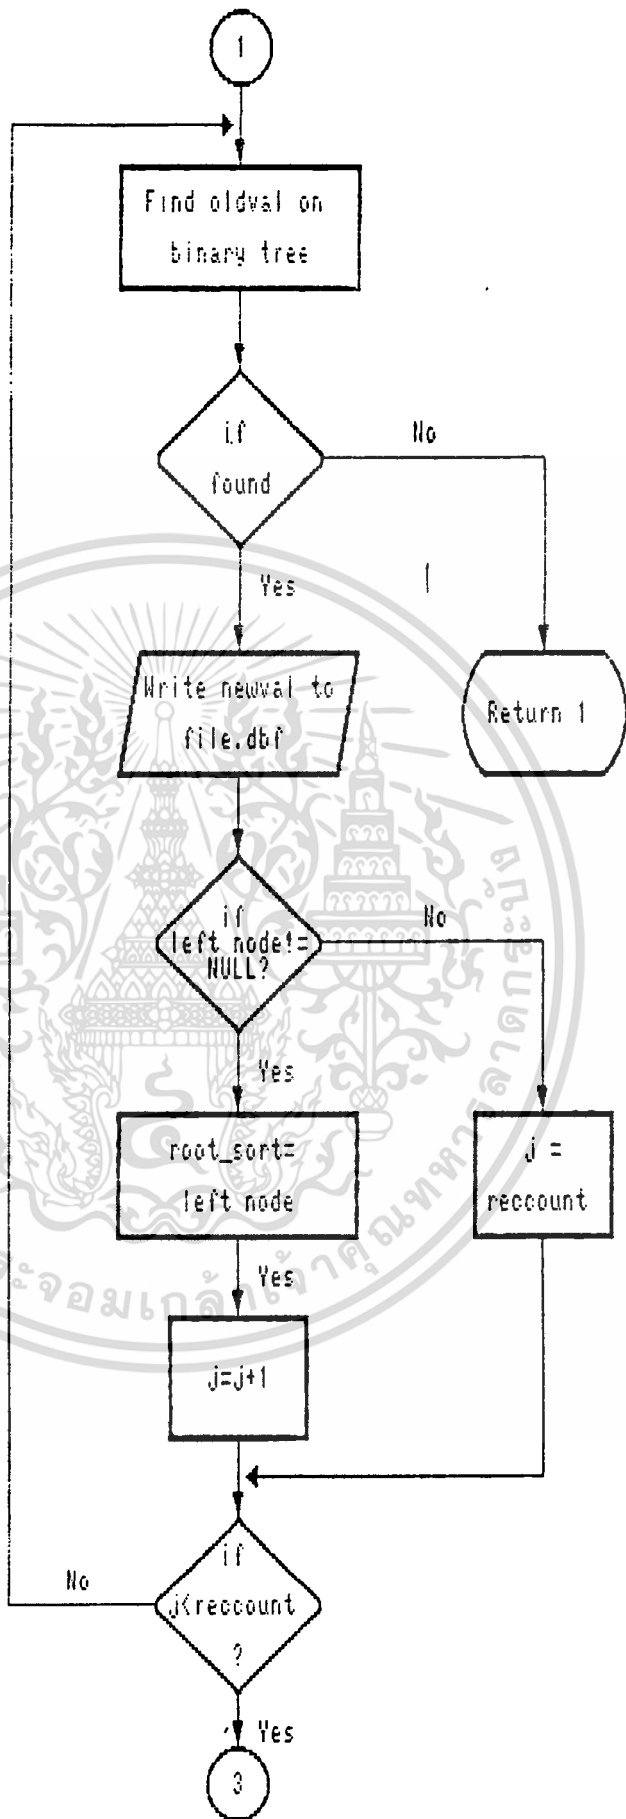 1
Find oldval on
binary tree
if
found
No
Yes
Write newval to
file.dbf
Return 1
if
left node!=
NULL?
No
Yes
root_sort=
left node
j =
reccount
Yes
j=j+1
if
j<reccount
?
No
Yes
3